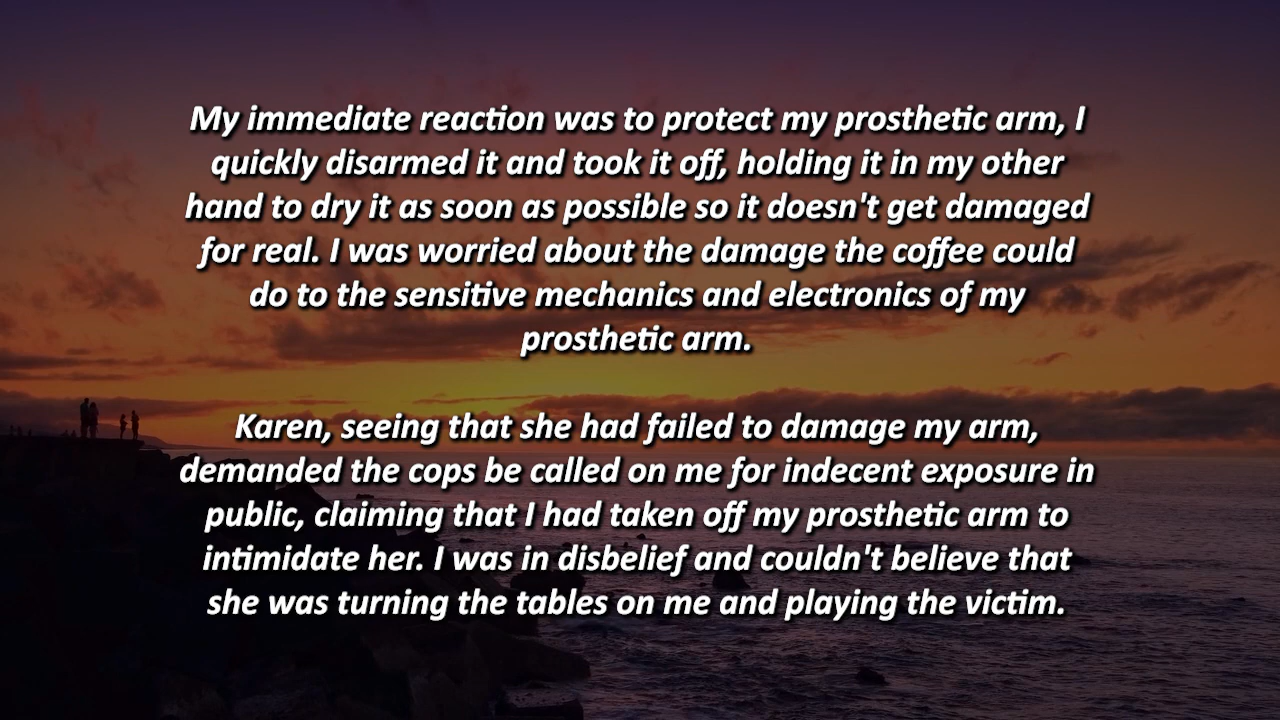 My immediate reaction was to protect my prosthetic arm, I
quickly disarmed it and took it off, holding it in my other
hand to dry it as soon as possible so it doesn't get damaged
for real. I was worried about the damage the coffee could
do to the sensitive mechanics and electronics of my
prosthetic arm.
Karen, seeing that she had failed to damage my arm,
demanded the cops be called on me for indecent exposure in
public, claiming that I had taken off my prosthetic arm to
intimidate her. I was in disbelief and couldn't believe that
she was turning the tables on me and playing the victim.